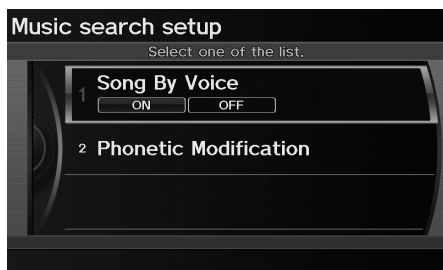 Music search setup
Select one of the list.
1 Song By Voice
ON OFF
2 Phonetic Modification